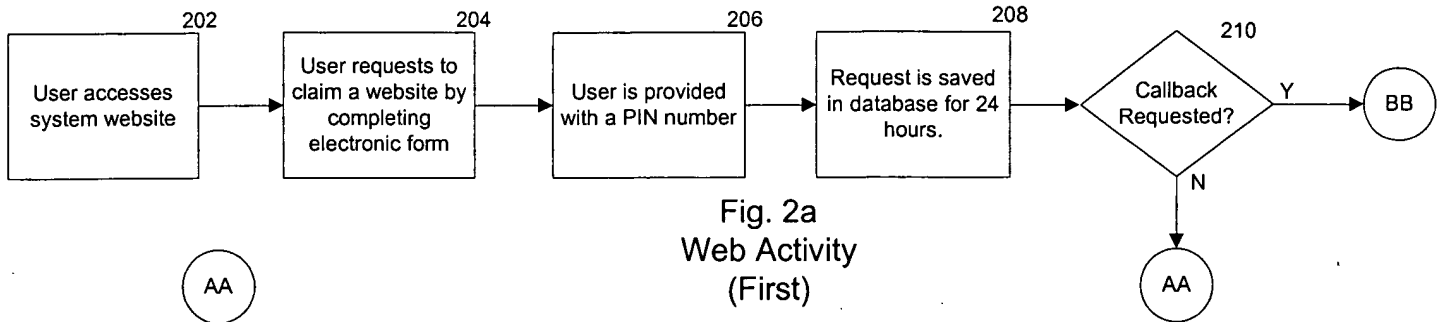 202
204
206
208
210
User accesses
system website
User requests to
claim a website by
completing
electronic form
User is provided
with a PIN number
Request is saved
in database for 24
hours.
Callback
Requested?
Y
BB
N
AA
Fig. 2a
Web Activity
(First)
AA